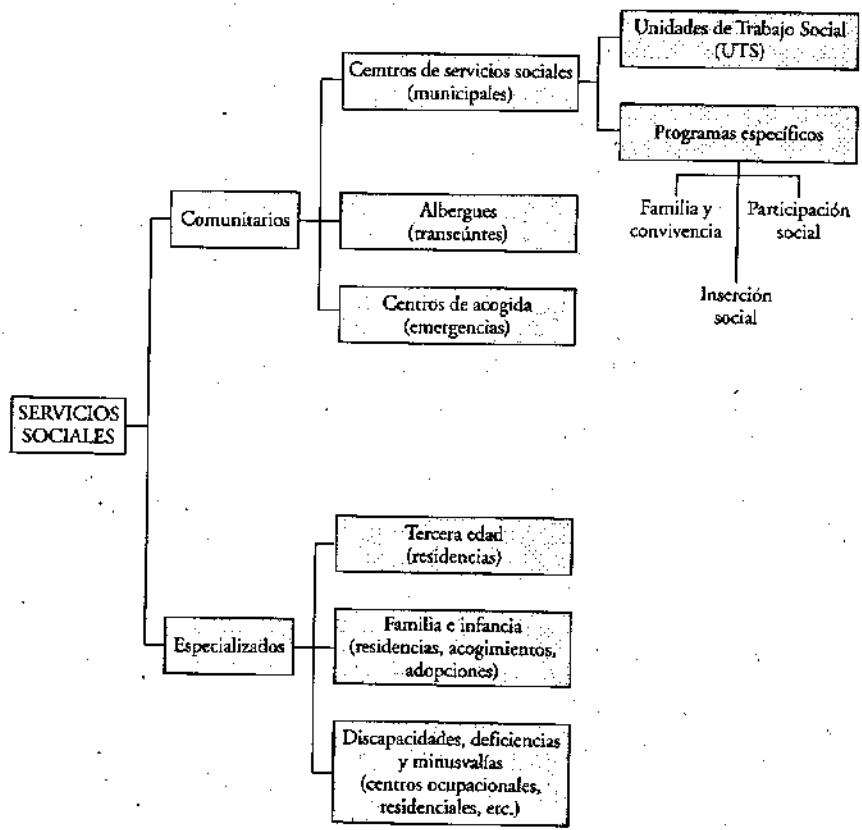 Unidades de Trabajo Social
(UTS)
Cemtros de servicios sociales
(municipales)
Programas específicos
Familia y
convivencia
Participación
social
Inserción
social
Comunitarios
Albergues
(transeúntes)
Centros de acogida
(emergencias)
SERVICIOS
SOCIALES
Tercera edad
(residencias)
Especializados
Familia e infancia
(residencias, acogimientos,
adopciones)
Discapacidades, deficiencias
y minusvalías
(centros ocupacionales,
residenciales, etc.)